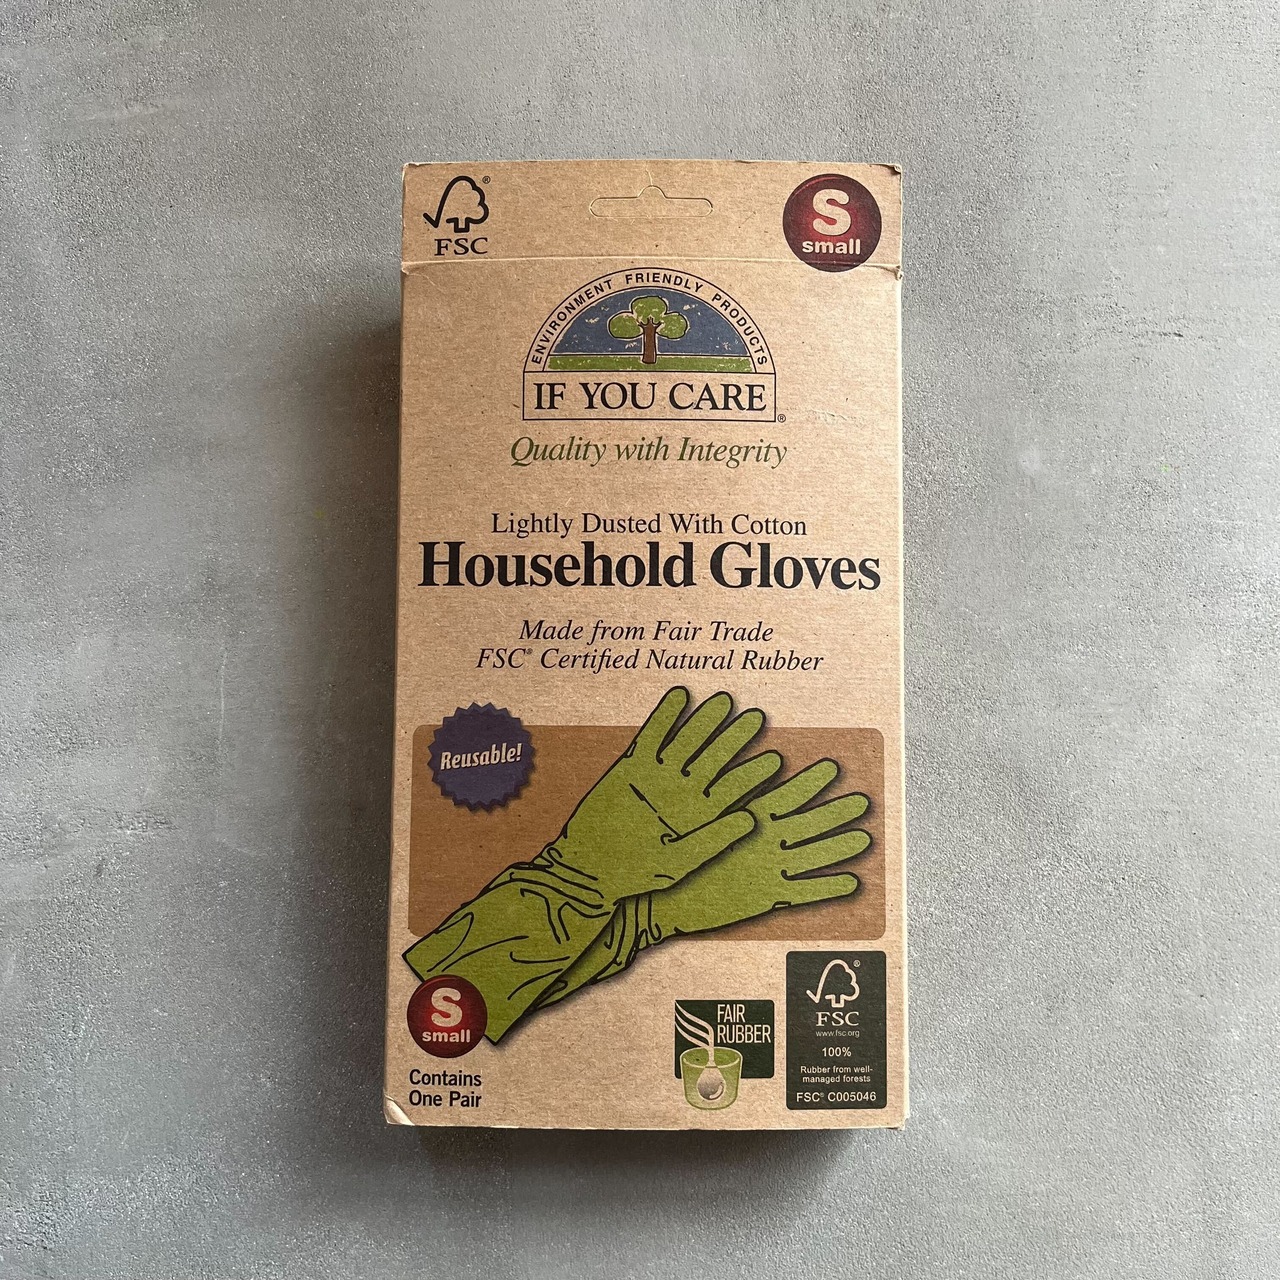 FSC®
S
small
ENVIRONMENT FRIENDLY PRODUCTS
IF YOU CARE®
Quality with Integrity
Lightly Dusted With Cotton
Household Gloves
Made from Fair Trade
FSC® Certified Natural Rubber
Reusable!
S
small
Contains
One Pair
FAIR
RUBBER
®
FSC
www.fsc.org
100%
Rubber from well-
managed forests
FSC® C005046